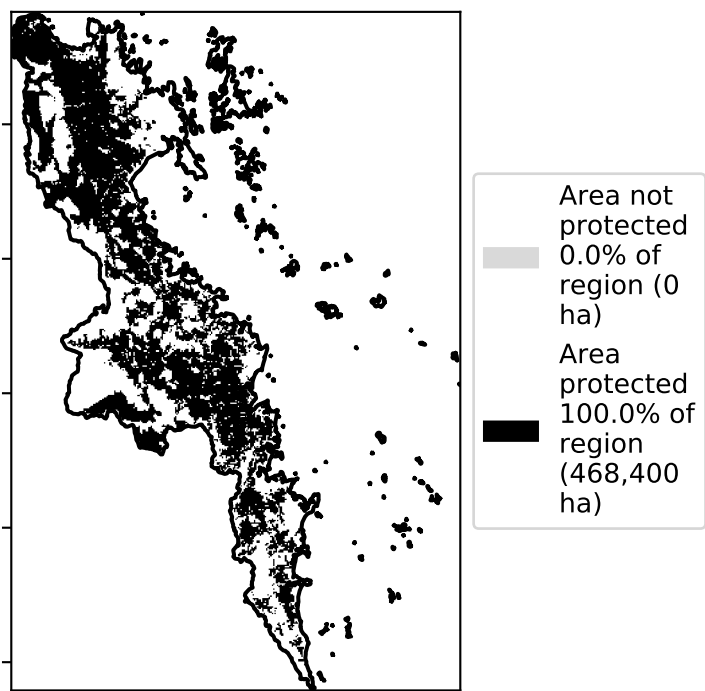 Area not
protected
0.0% of
region (0
ha)
Area
protected
100.0% of
region
(468,400
ha)